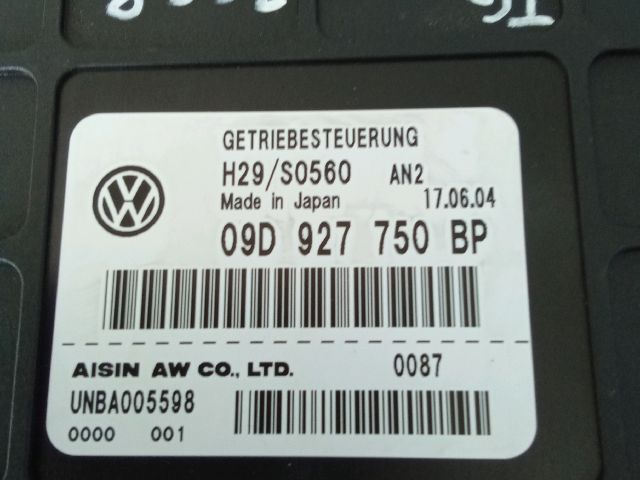 GETRIEBESTEUERUNG
H29/S0560 AN2
Made in Japan 17.06.04
09D 927 750 BP
AISIN AW CO., LTD. 0087
UNBA005598
0000 001